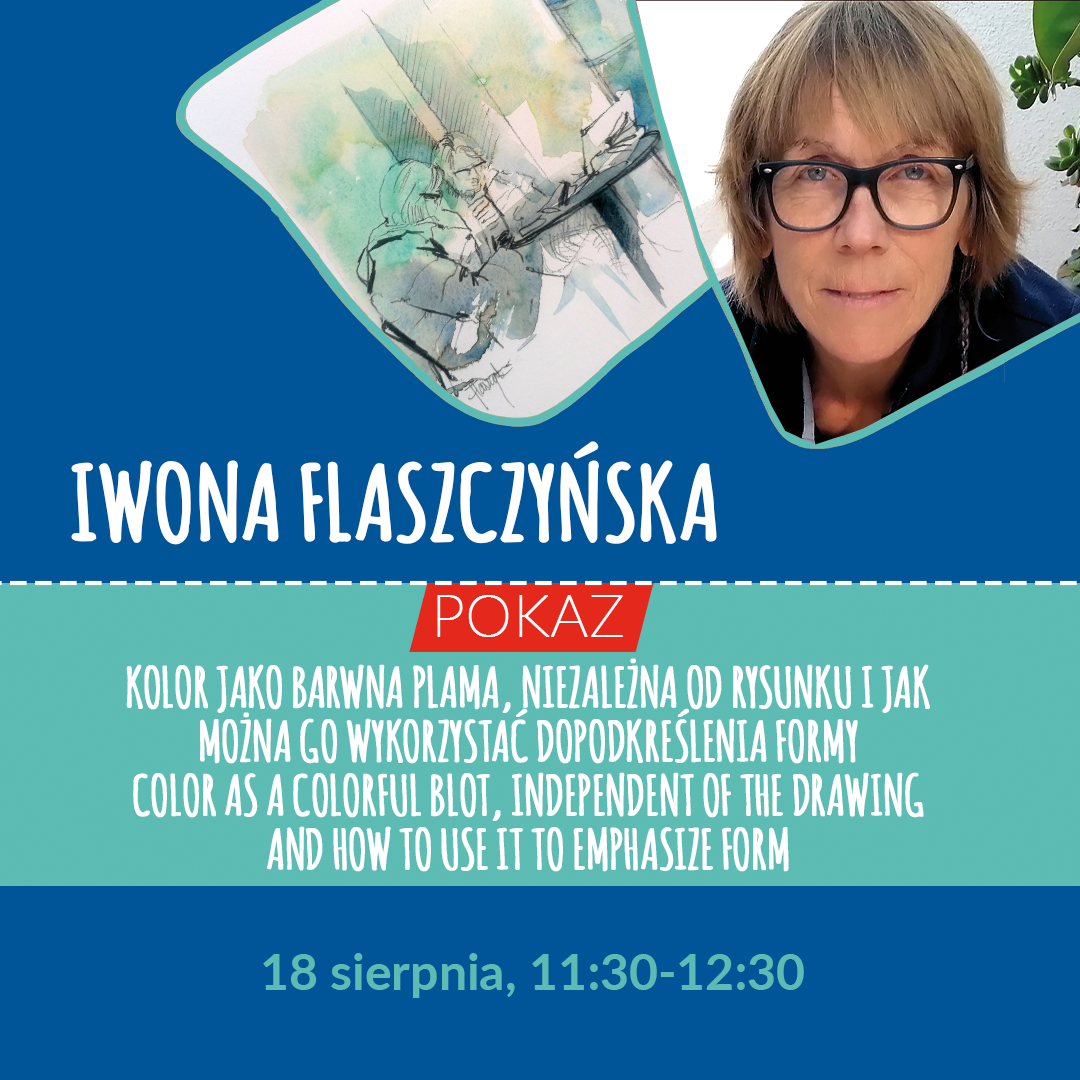 IWONA FLASZCZYŃSKA
POKAZ
KOLOR JAKO BARWNA PLAMA, NIEZALEŻNA OD RYSUNKU I JAK
MOŻNA GO WYKORZYSTAĆ DOPODKREŚLENIA FORMY
COLOR AS A COLORFUL BLOT, INDEPENDENT OF THE DRAWING
AND HOW TO USE IT TO EMPHASIZE FORM
18 sierpnia, 11:30-12:30